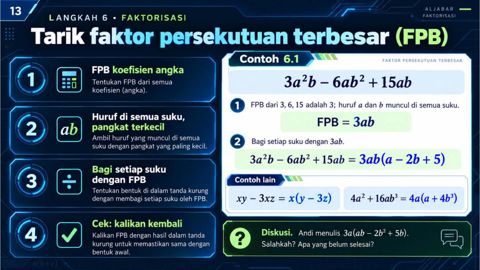 13
LANGKAH 6 • FAKTORISASI
ALJABAR
FAKTORISASI
Tarik faktor persekutuan terbesar (FPB)
1
FPB koefisien angka
Tentukan FPB dari semua
koefisien (angka).
2
ab
Huruf di semua suku,
pangkat terkecil
Ambil huruf yang muncul di semua
suku dengan pangkat yang paling kecil.
3
÷
Bagi setiap suku
dengan FPB
Tentukan bentuk di dalam tanda kurung
dengan membagi setiap suku oleh FPB.
4
Cek: kalikan kembali
Kalikan FPB dengan hasil dalam tanda
kurung untuk memastikan sama dengan
bentuk awal.
Contoh 6.1
FAKTOR PERSEKUTUAN TERBESAR
3a²b − 6ab² + 15ab
1 FPB dari 3, 6, 15 adalah 3; huruf a dan b muncul di semua suku.
FPB = 3ab
2 Bagi setiap suku dengan 3ab.
3a²b − 6ab² + 15ab = 3ab(a − 2b + 5)
Contoh lain
xy − 3xz = x(y − 3z)
4a² + 16ab³ = 4a(a + 4b³)
? Diskusi. Andi menulis 3a(ab − 2b² + 5b).
Salahkah? Apa yang belum selesai?